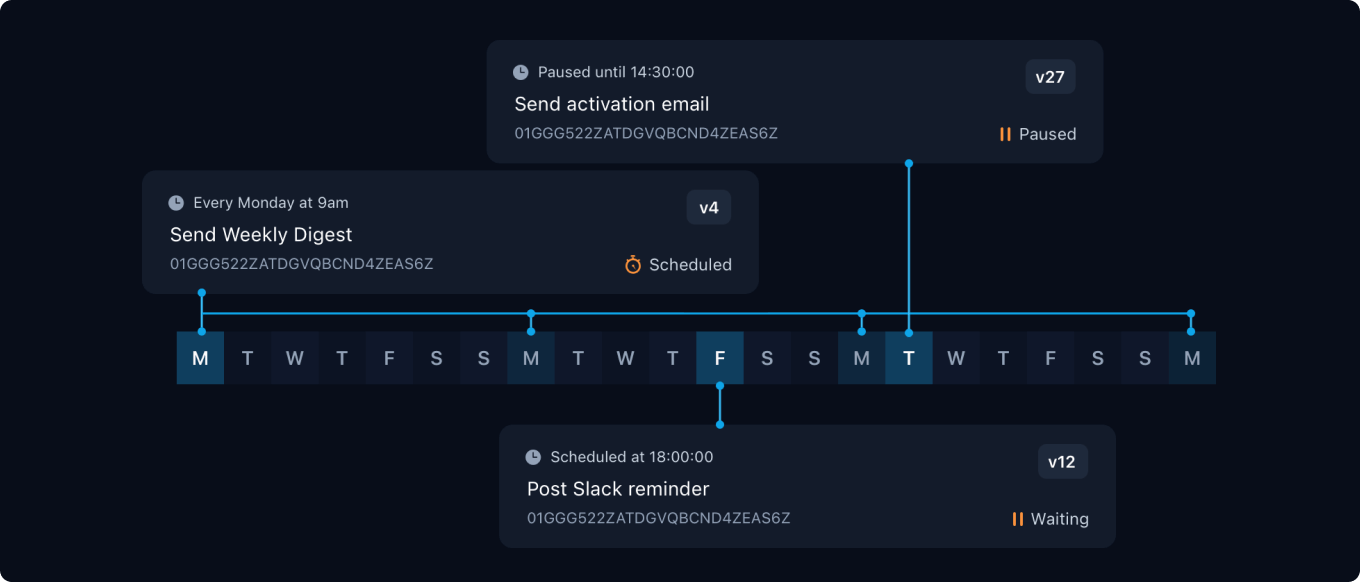 Paused until 14:30:00
v27
Send activation email
01GGG522ZATDGVQBCND4ZEAS6Z
Paused
Every Monday at 9am
v4
Send Weekly Digest
01GGG522ZATDGVQBCND4ZEAS6Z
Scheduled
M T W T F S S M T W T F S S M T W T F S S M
Scheduled at 18:00:00
v12
Post Slack reminder
01GGG522ZATDGVQBCND4ZEAS6Z
Waiting